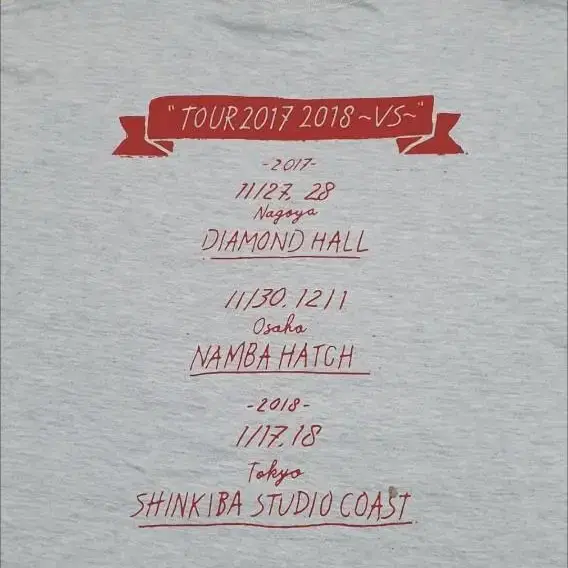 "TOUR 2017 2018 ~VS~"
-2017-
11/27, 28
Nagoya
DIAMOND HALL
11/30. 12/1
Osaka
NAMBA HATCH
-2018-
1/17. 18
Tokyo
SHINKIBA STUDIO COAST